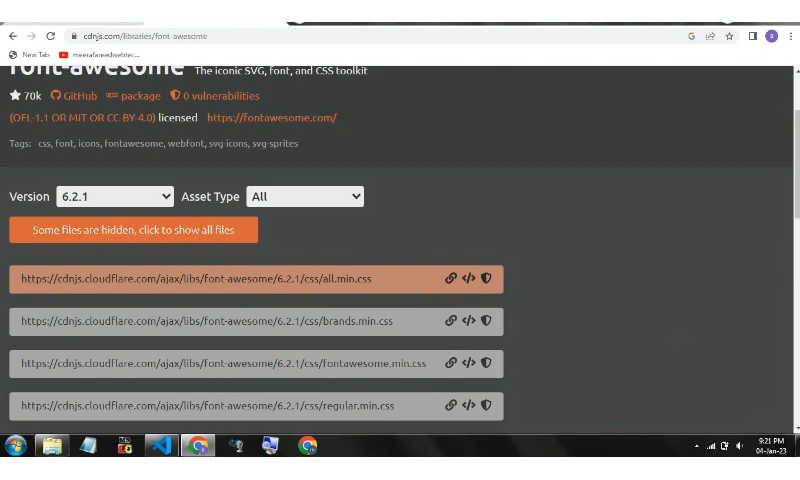 cdnjs.com/libraries/font-awesome
New Tab meerafareedwebtec...
font-awesome The iconic SVG, font, and CSS toolkit
70k GitHub package 0 vulnerabilities
(OFL-1.1 OR MIT OR CC-BY-4.0) licensed https://fontawesome.com/
Tags: css, font, icons, fontawesome, webfont, svg-icons, svg-sprites
Version 6.2.1 Asset Type All
Some files are hidden, click to show all files
https://cdnjs.cloudflare.com/ajax/libs/font-awesome/6.2.1/css/all.min.css
https://cdnjs.cloudflare.com/ajax/libs/font-awesome/6.2.1/css/brands.min.css
https://cdnjs.cloudflare.com/ajax/libs/font-awesome/6.2.1/css/fontawesome.min.css
https://cdnjs.cloudflare.com/ajax/libs/font-awesome/6.2.1/css/regular.min.css
9:21 PM
04-Jan-23